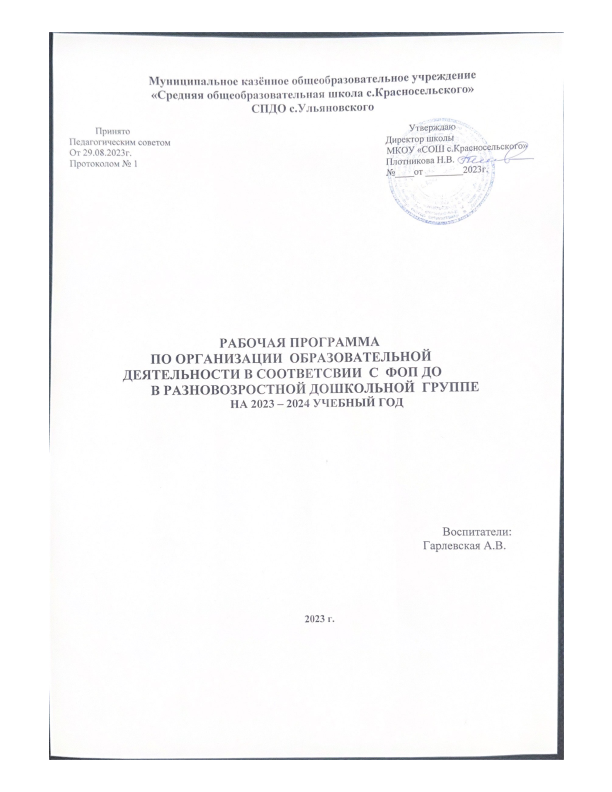 Муниципальное казённое общеобразовательное учреждение
«Средняя общеобразовательная школа с.Красносельского»
СПДО с.Ульяновского
Принято
Педагогическим советом
От 29.08.2023г.
Протоколом № 1
Утверждаю
Директор школы
МКОУ «СОШ с.Красносельского»
Плотникова Н.В.
№____от ________2023г.
РАБОЧАЯ ПРОГРАММА
ПО ОРГАНИЗАЦИИ ОБРАЗОВАТЕЛЬНОЙ
ДЕЯТЕЛЬНОСТИ В СООТВЕТСВИИ С ФОП ДО
В РАЗНОВОЗРОСТНОЙ ДОШКОЛЬНОЙ ГРУППЕ
НА 2023 – 2024 УЧЕБНЫЙ ГОД
Воспитатели:
Гарлевская А.В.
2023 г.